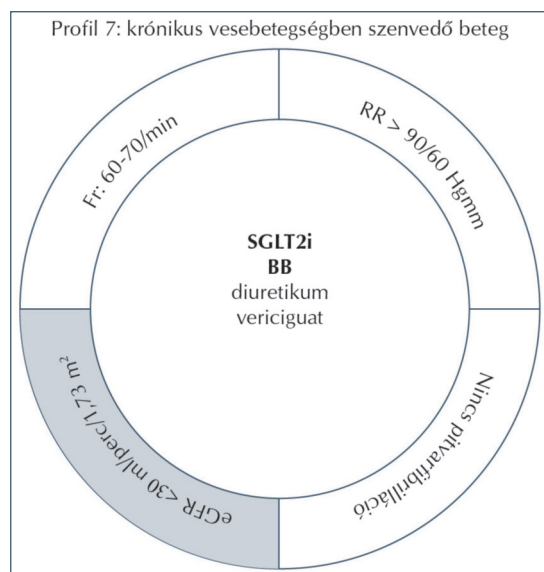 Profil 7: krónikus vesebetegségben szenvedő beteg
Fr: 60-70/min
RR > 90/60 Hgmm
SGLT2i
BB
diuretikum
vericiguat
eGFR <30 ml/perc/1,73 m²
Nincs pitvarfibrilláció